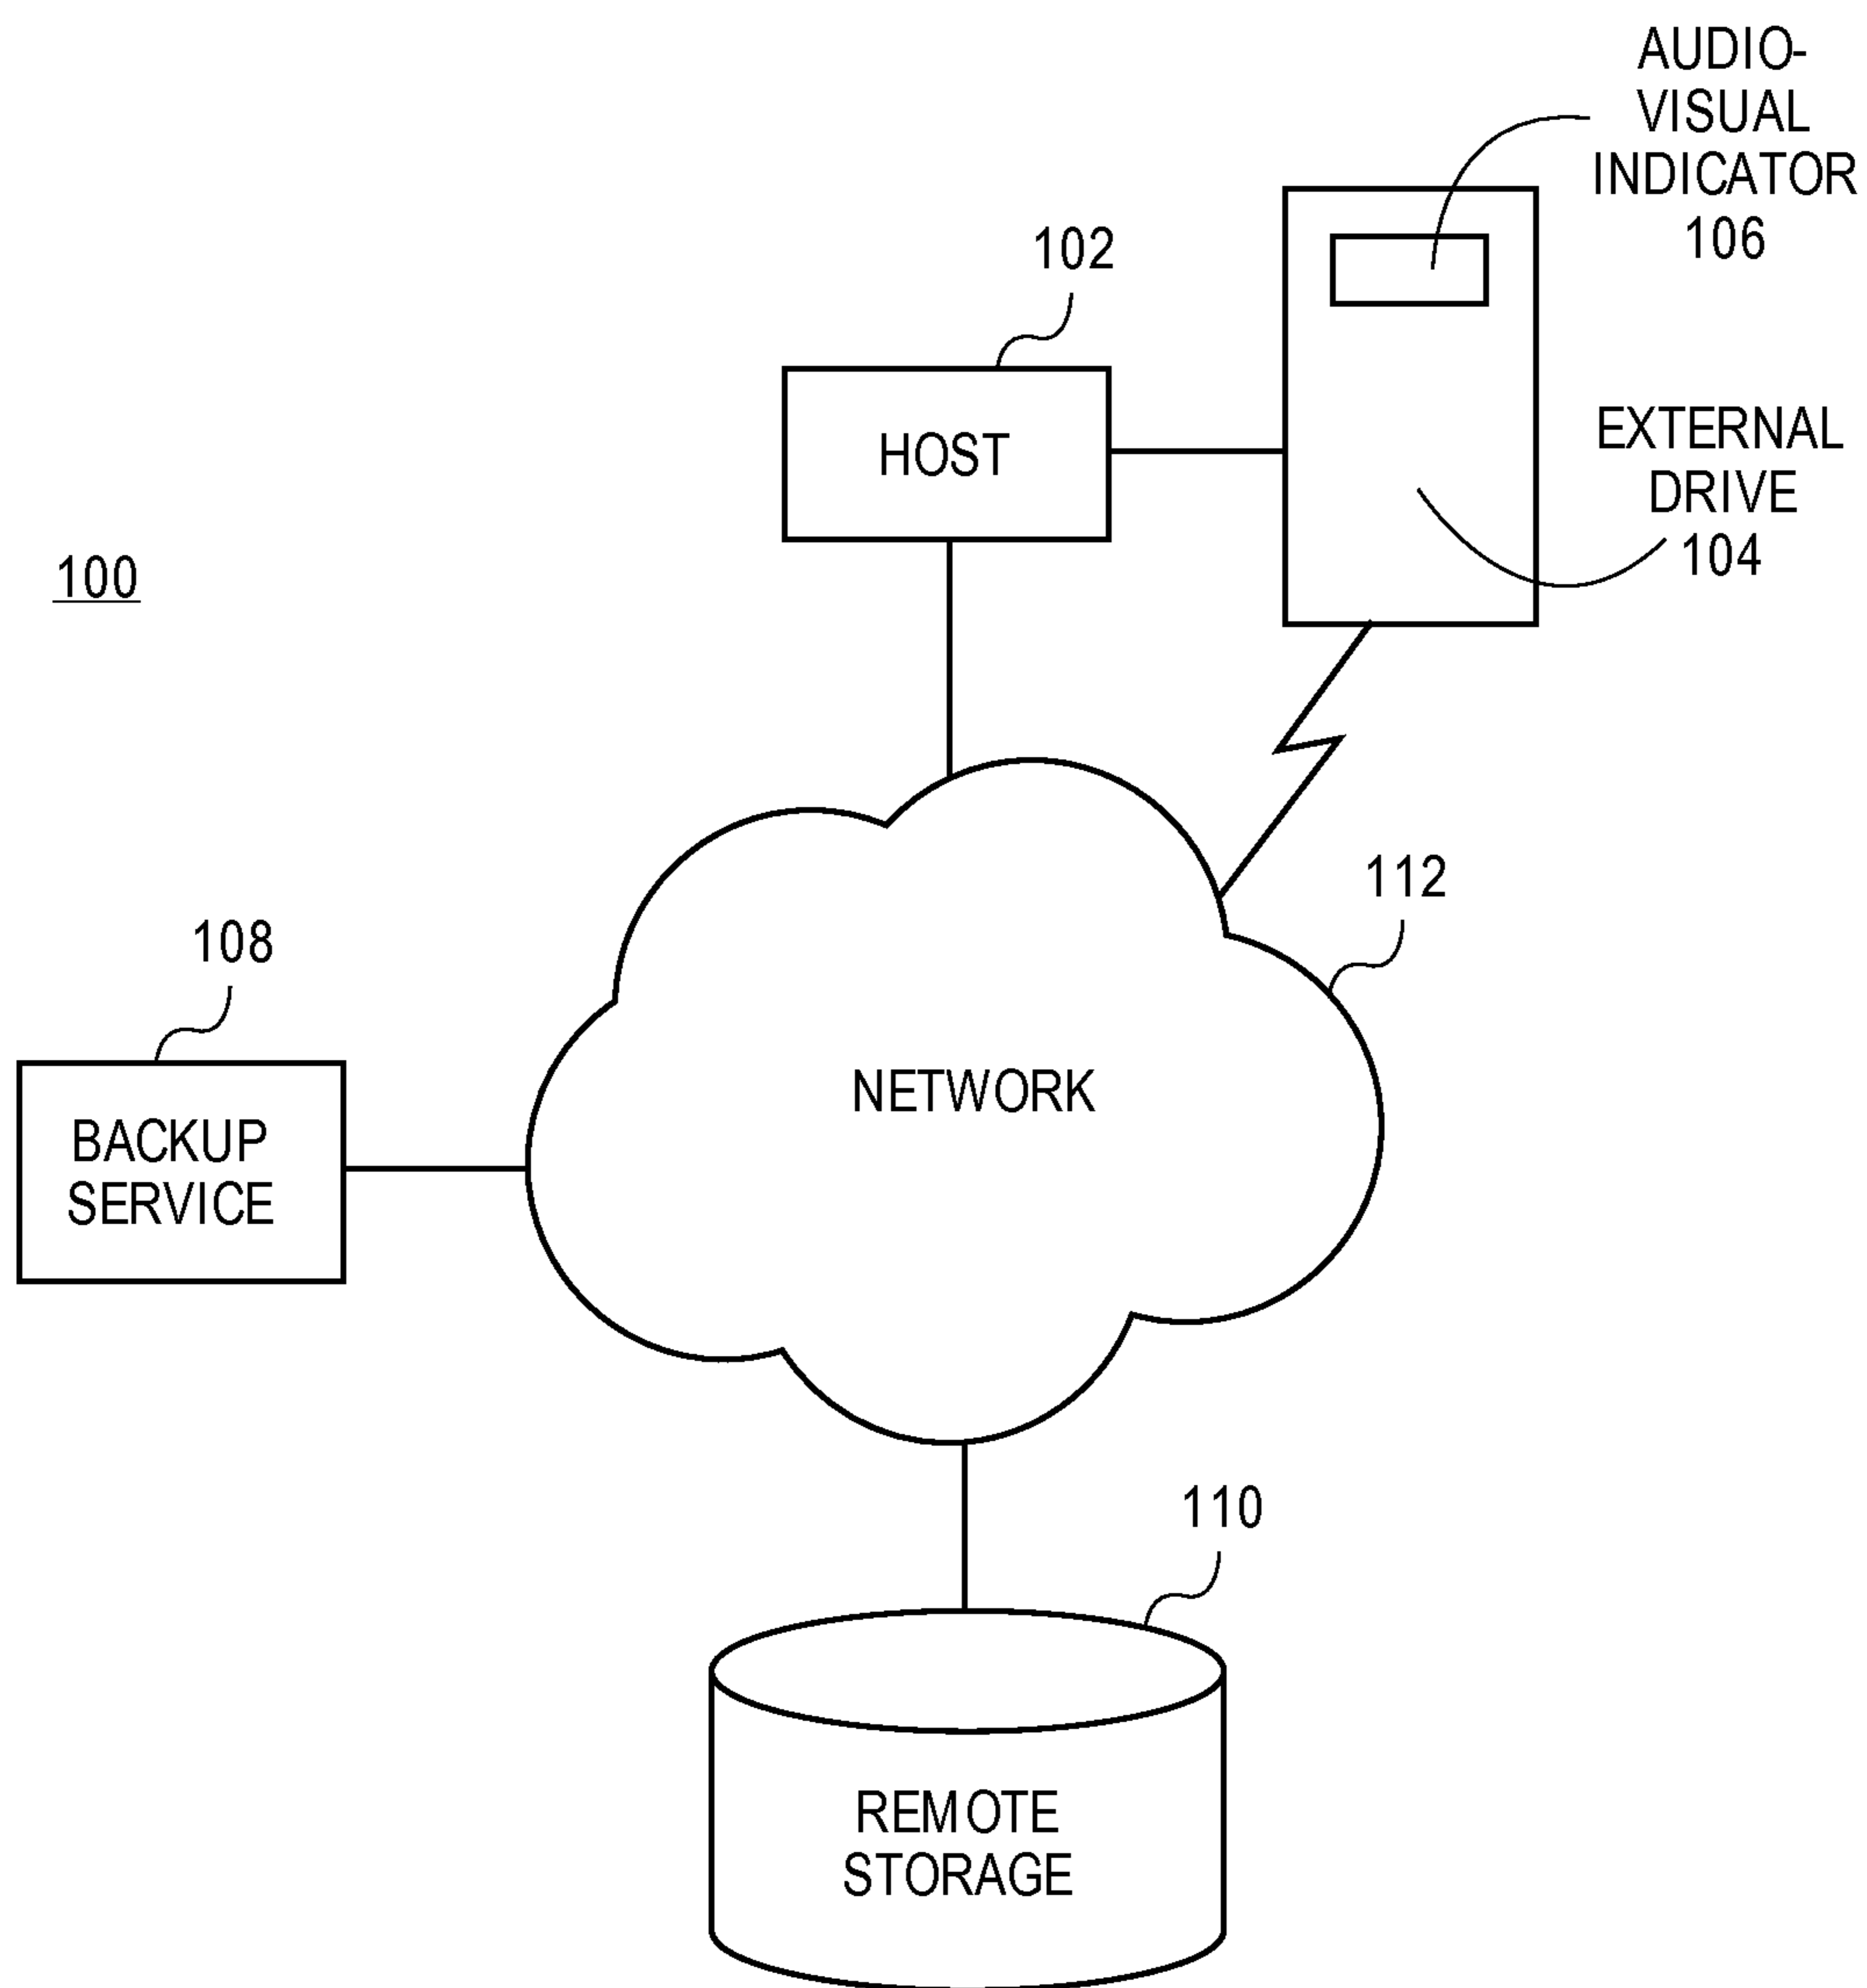 AUDIO-
VISUAL
INDICATOR
106
102
HOST
EXTERNAL
DRIVE
104
100
112
108
NETWORK
BACKUP
SERVICE
110
REMOTE
STORAGE